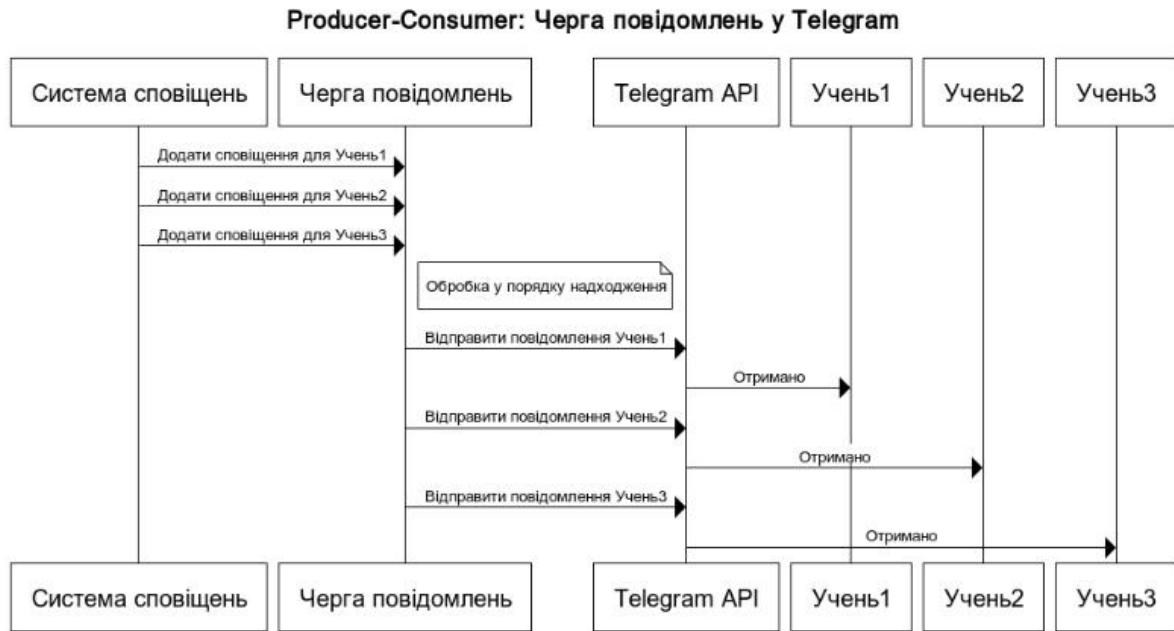 Producer-Consumer: Черга повідомлень у Telegram
Система сповіщень
Черга повідомлень
Telegram API
Учень1
Учень2
Учень3
Додати сповіщення для Учень1
Додати сповіщення для Учень2
Додати сповіщення для Учень3
Обробка у порядку надходження
Відправити повідомлення Учень1
Отримано
Відправити повідомлення Учень2
Отримано
Відправити повідомлення Учень3
Отримано
Система сповіщень
Черга повідомлень
Telegram API
Учень1
Учень2
Учень3